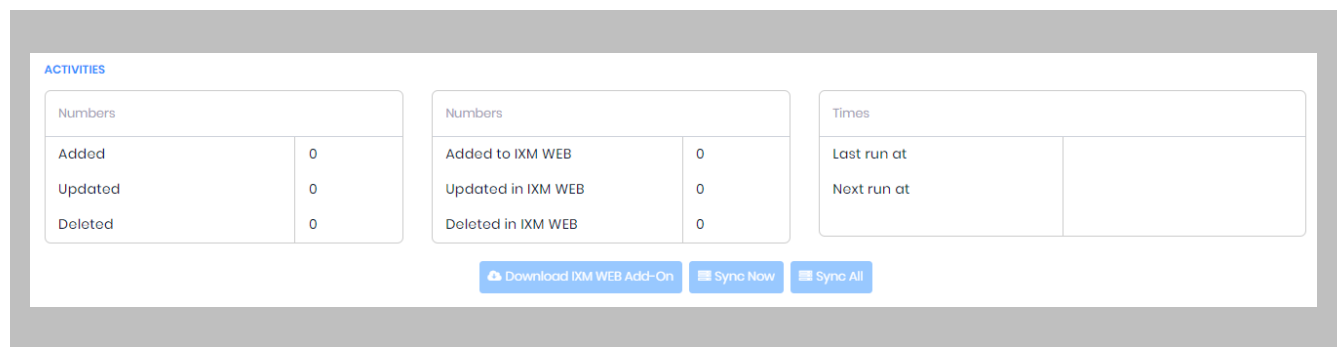 ACTIVITIES
Numbers
Added 0
Updated 0
Deleted 0
Numbers
Added to IXM WEB 0
Updated in IXM WEB 0
Deleted in IXM WEB 0
Times
Last run at
Next run at
Download IXM WEB Add-On Sync Now Sync All